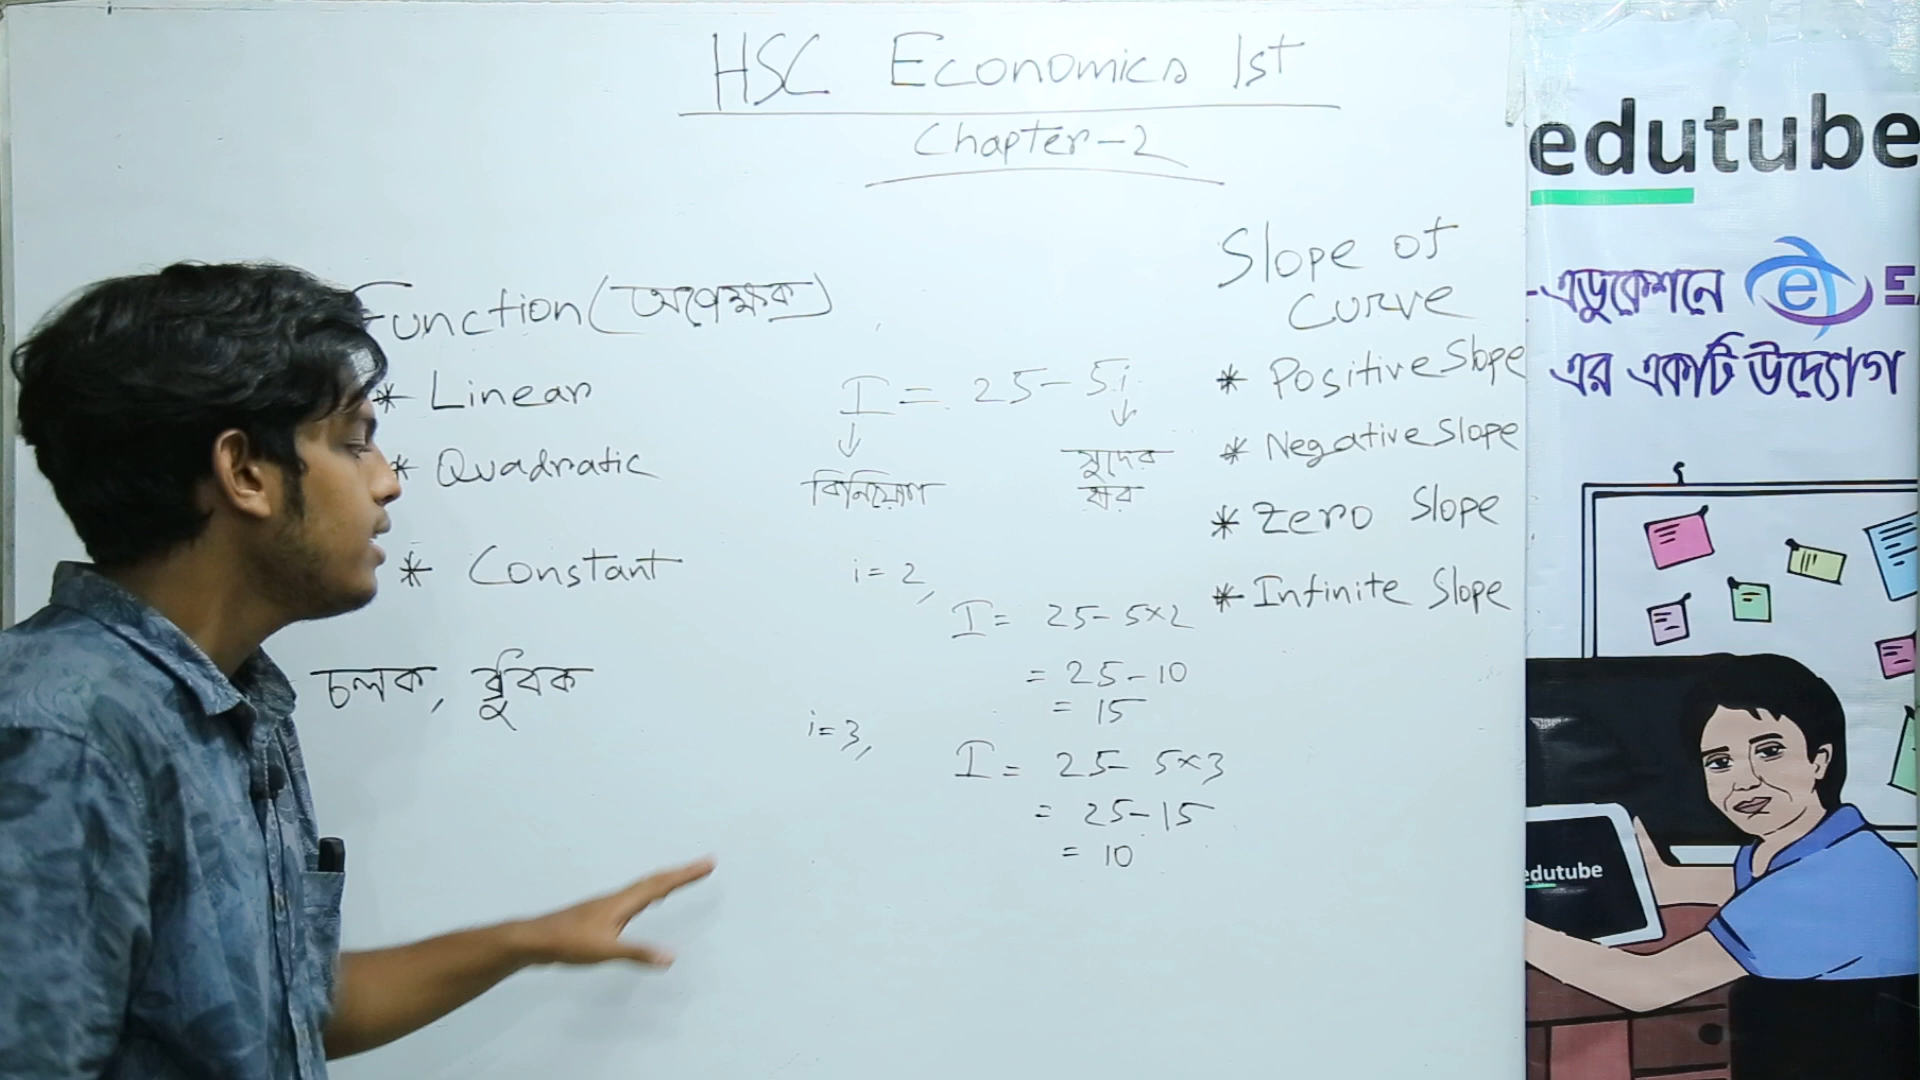 HSC Economics 1st
Chapter-2
Function (অপেক্ষক)
* Linear
* Quadratic
* Constant
চলক, ধ্রুবক
I = 25 - 5i
↓ ↓
বিনিয়োগ
সুদের
হার
i = 2,
I = 25 - 5×2
= 25 - 10
= 15
i = 3,
I = 25 - 5×3
= 25 - 15
= 10
Slope of
Curve
* Positive Slope
* Negative Slope
* Zero Slope
* Infinite Slope
edutube
-এডুকেশনে e
এর একটি উদ্যোগ
edutube